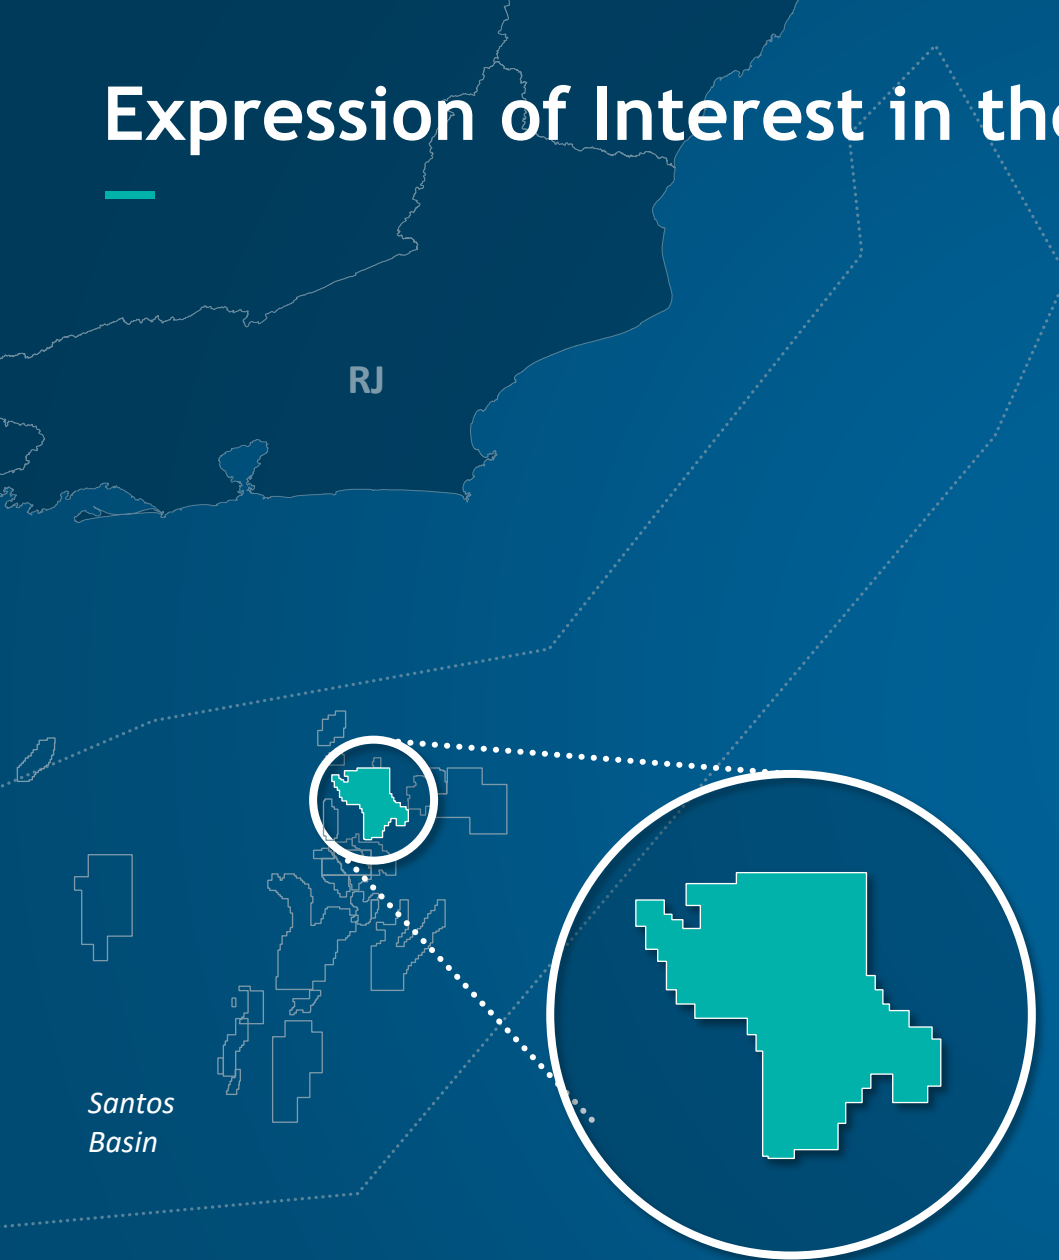 Expression of Interest in the
RJ
Santos
Basin